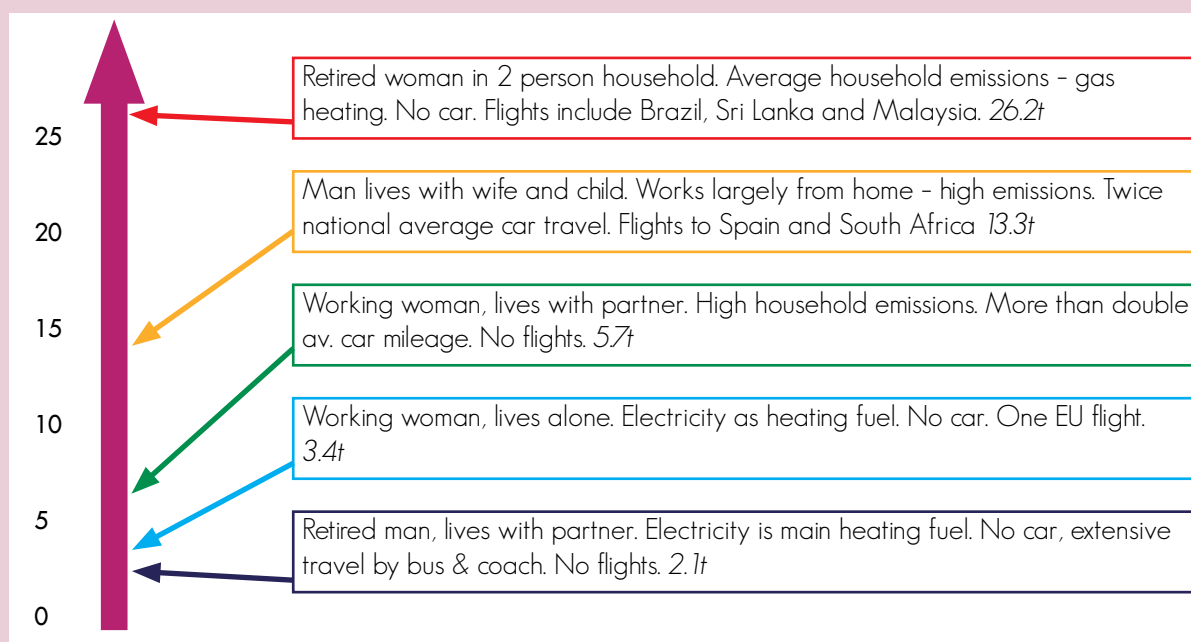 Retired woman in 2 person household. Average household emissions – gas
heating. No car. Flights include Brazil, Sri Lanka and Malaysia. 26.2t
25
Man lives with wife and child. Works largely from home – high emissions. Twice
national average car travel. Flights to Spain and South Africa 13.3t
20
Working woman, lives with partner. High household emissions. More than double
15
av. car mileage. No flights. 5.7t
10
Working woman, lives alone. Electricity as heating fuel. No car. One EU flight.
3.4t
5
Retired man, lives with partner. Electricity is main heating fuel. No car, extensive
travel by bus & coach. No flights. 2.1t
0